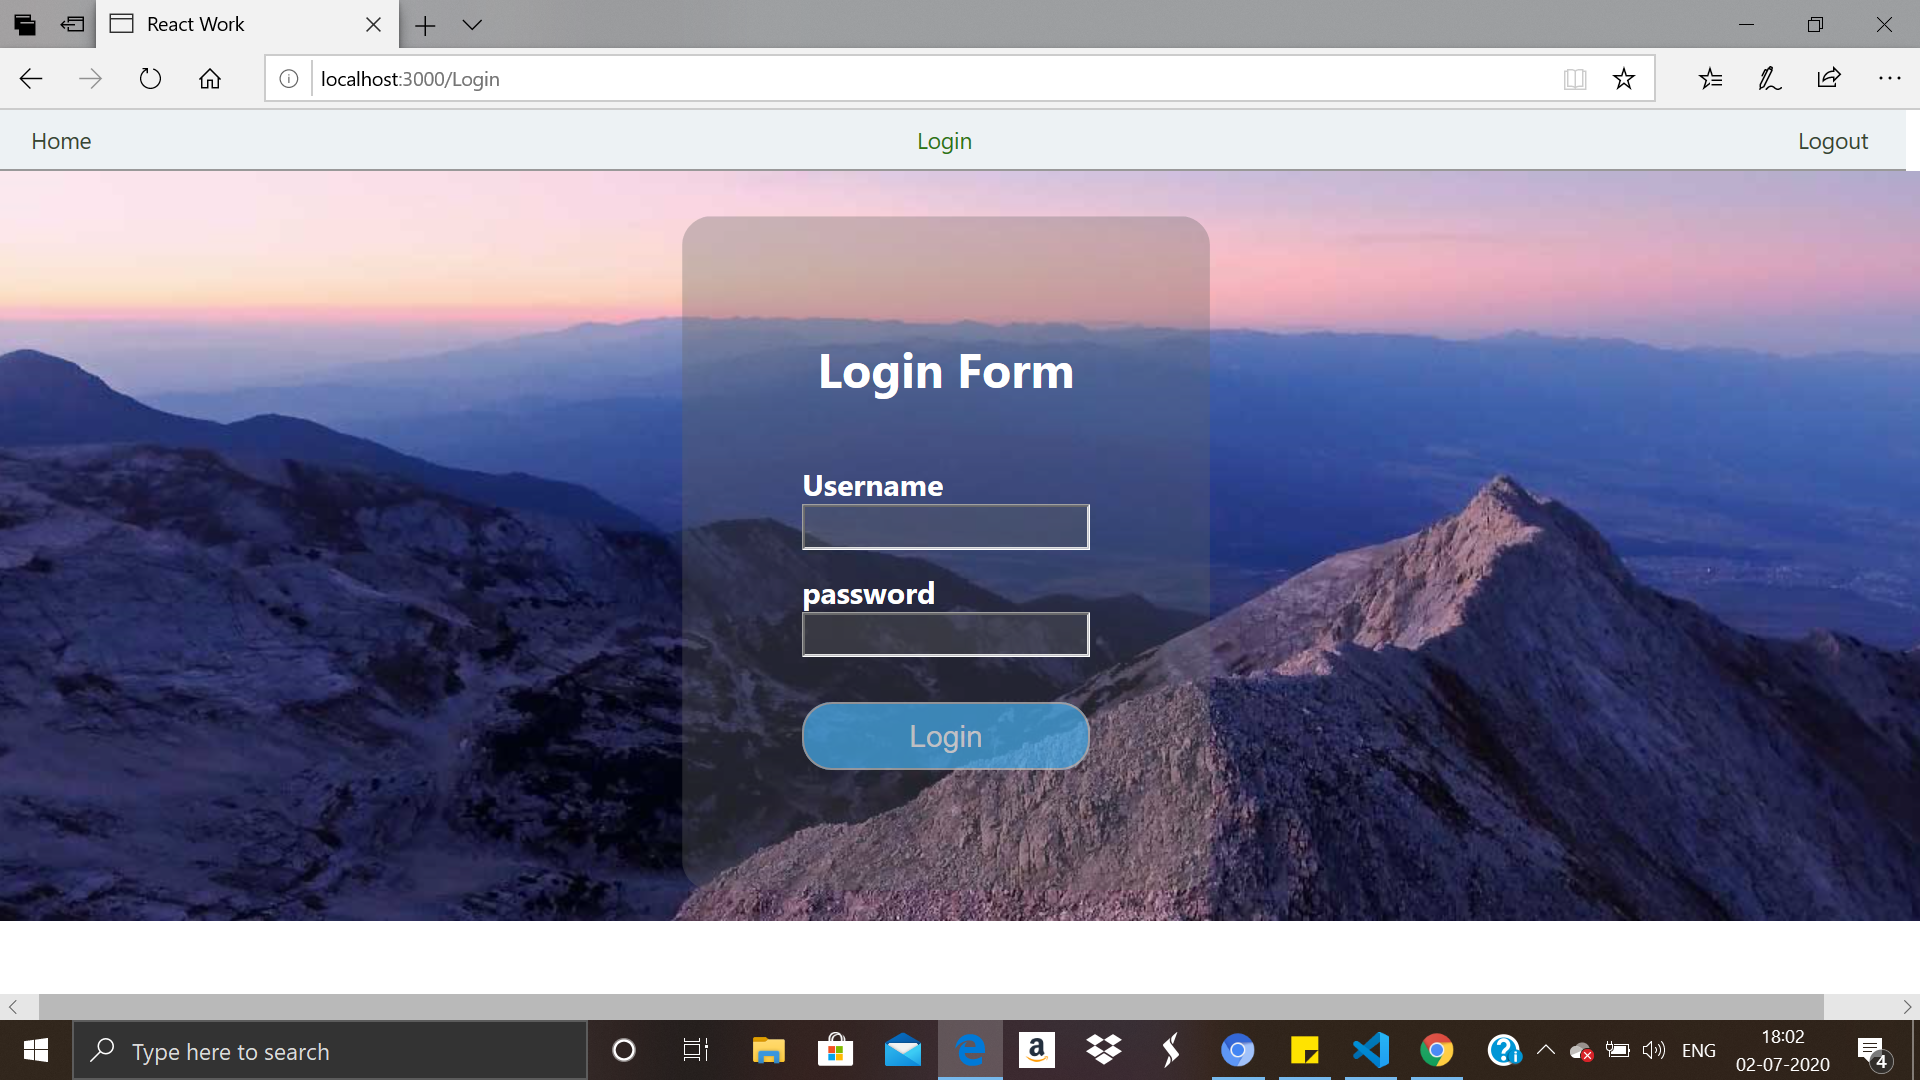 React Work
localhost:3000/Login
Home
Login
Logout
Login Form
Username
password
Login
Type here to search
a
?
i
ENG
18:02
02-07-2020
4